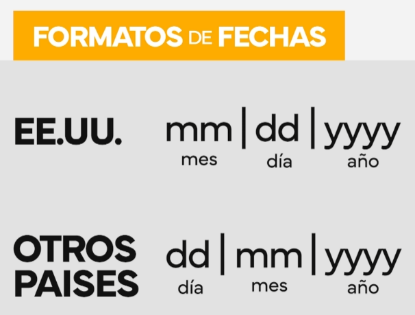 FORMATOS DE FECHAS
EE.UU. mm|dd|yyyy
mes día año
OTROS PAISES dd|mm|yyyy
día mes año